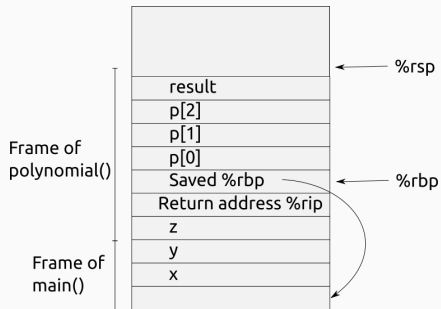 %rsp
result
p[2]
p[1]
p[0]
Frame of
polynomial()
Saved %rbp
%rbp
Return address %rip
z
y
x
Frame of
main()